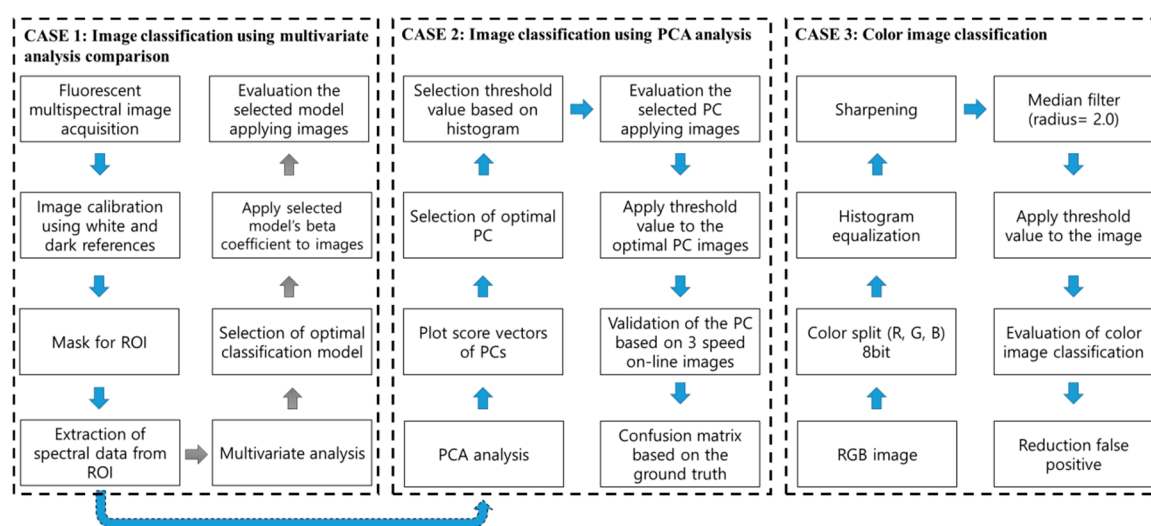 CASE 1: Image classification using multivariate
analysis comparison
Fluorescent
multispectral image
acquisition
Image calibration
using white and
dark references
Mask for ROI
Extraction of
spectral data from
ROI
Evaluation the
selected model
applying images
Apply selected
model's beta
coefficient to images
Selection of optimal
classification model
Multivariate analysis
CASE 2: Image classification using PCA analysis
Selection threshold
value based on
histogram
Selection of optimal
PC
Plot score vectors
of PCs
PCA analysis
Evaluation the
selected PC
applying images
Apply threshold
value to the
optimal PC images
Validation of the PC
based on 3 speed
on-line images
Confusion matrix
based on the
ground truth
CASE 3: Color image classification
Sharpening
Histogram
equalization
Color split (R, G, B)
8bit
RGB image
Median filter
(radius= 2.0)
Apply threshold
value to the image
Evaluation of color
image classification
Reduction false
positive